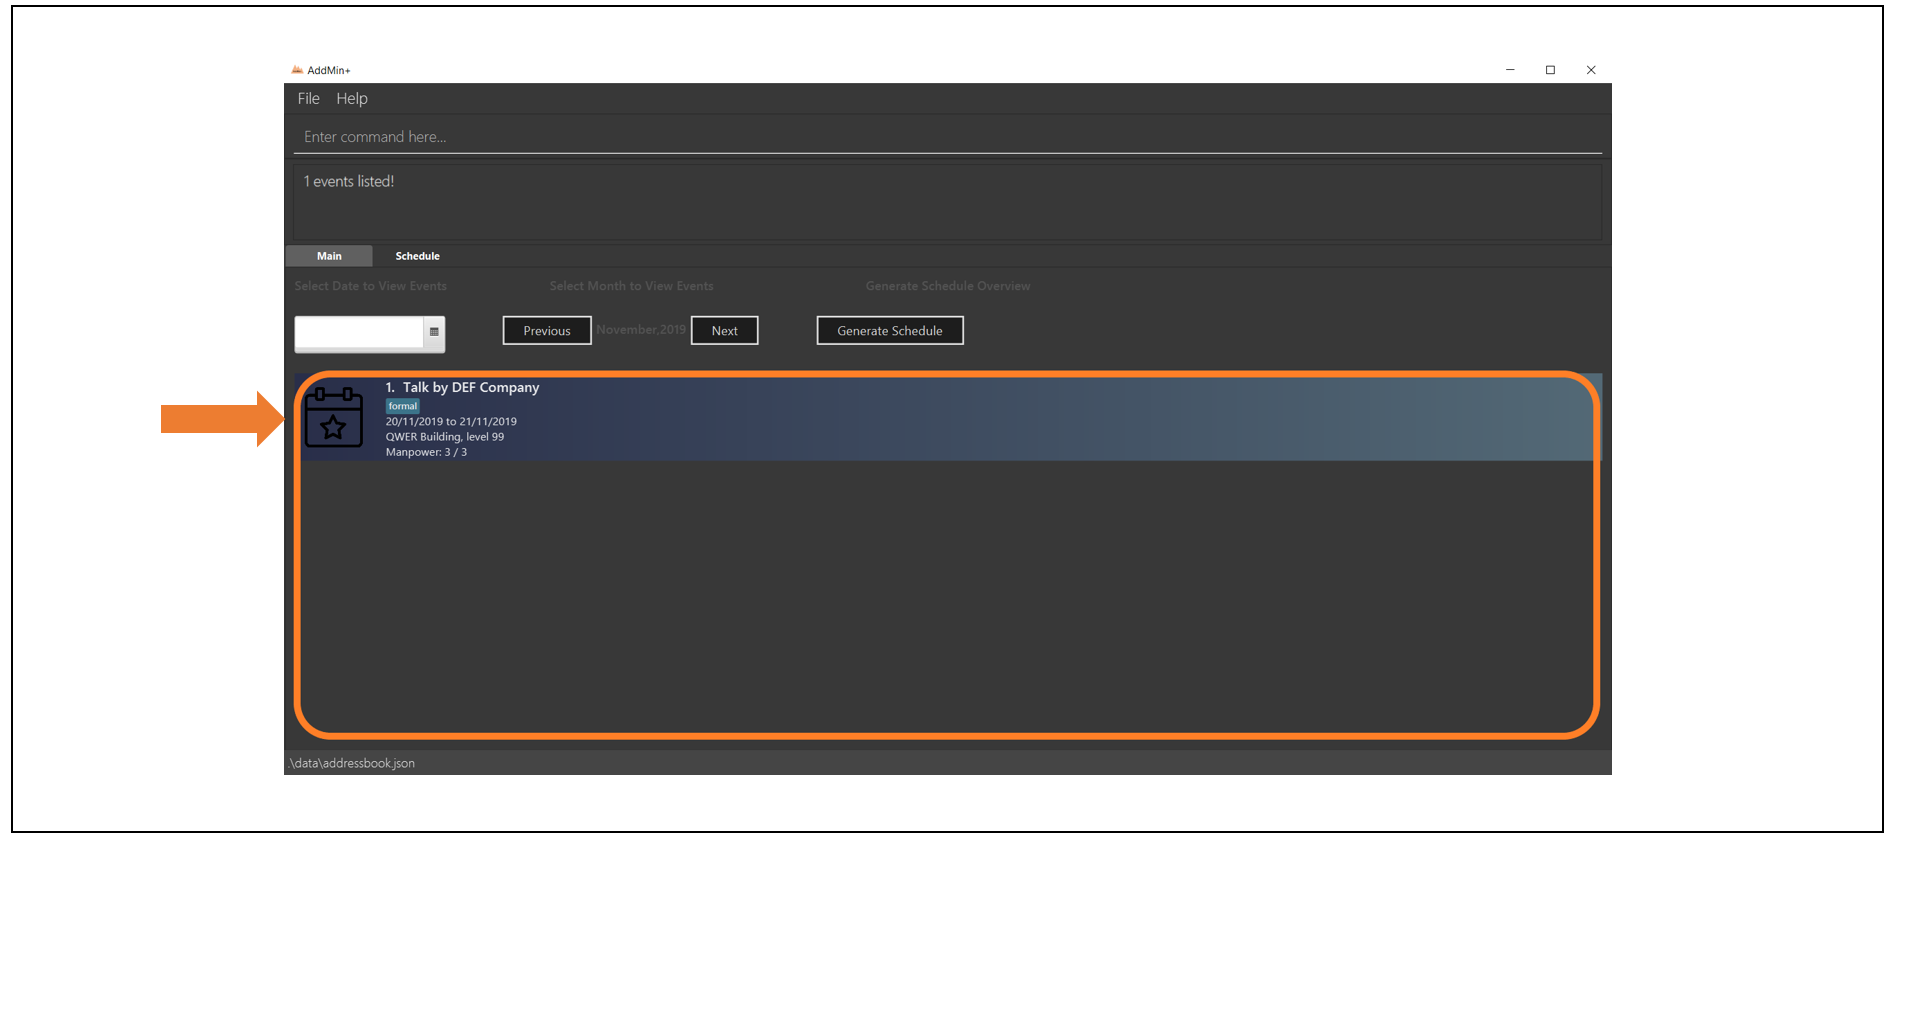 AddMin+
File Help
Enter command here...
1 events listed!
Main Schedule
Select Date to View Events Select Month to View Events Generate Schedule Overview
Previous November,2019 Next Generate Schedule
1. Talk by DEF Company
formal
20/11/2019 to 21/11/2019
QWER Building, level 99
Manpower: 3 / 3
.\data\addressbook.json